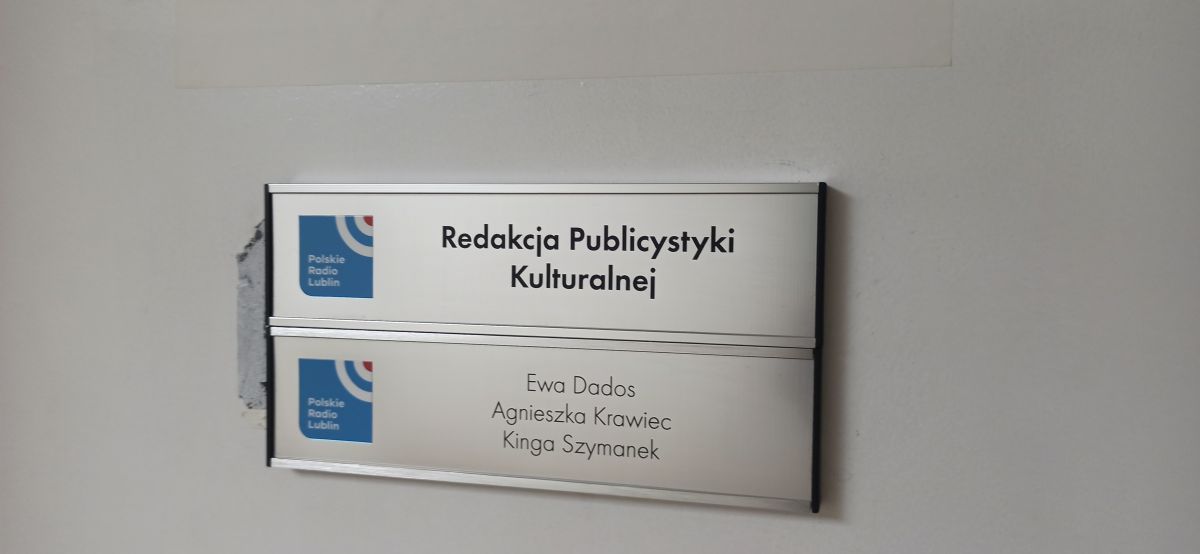 Polskie
Radio
Lublin
Redakcja Publicystyki
Kulturalnej
Polskie
Radio
Lublin
Ewa Dados
Agnieszka Krawiec
Kinga Szymanek